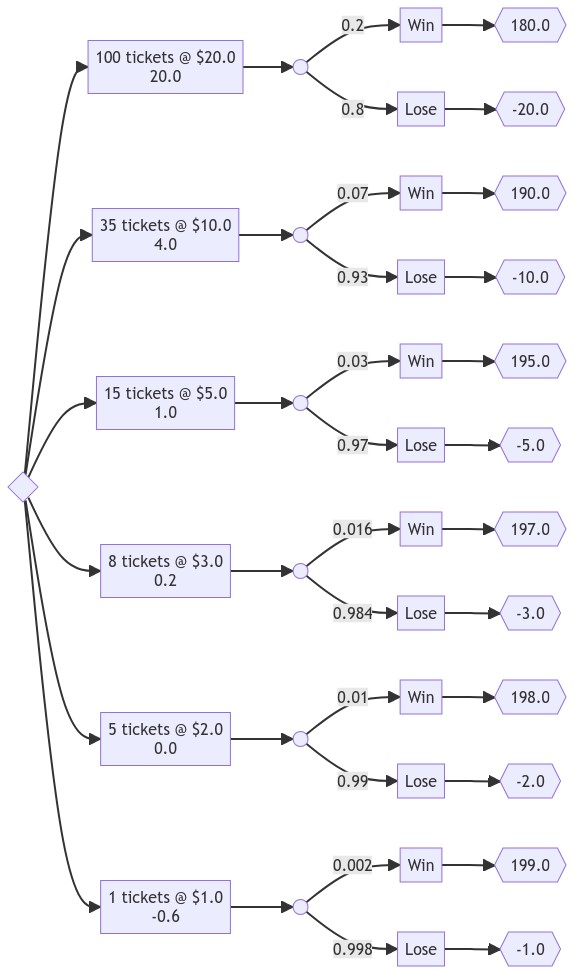 100 tickets @ $20.0
20.0
0.2
Win
180.0
0.8
Lose
-20.0
35 tickets @ $10.0
4.0
0.07
Win
190.0
0.93
Lose
-10.0
15 tickets @ $5.0
1.0
0.03
Win
195.0
0.97
Lose
-5.0
8 tickets @ $3.0
0.2
0.016
Win
197.0
0.984
Lose
-3.0
5 tickets @ $2.0
0.0
0.01
Win
198.0
0.99
Lose
-2.0
1 tickets @ $1.0
-0.6
0.002
Win
199.0
0.998
Lose
-1.0